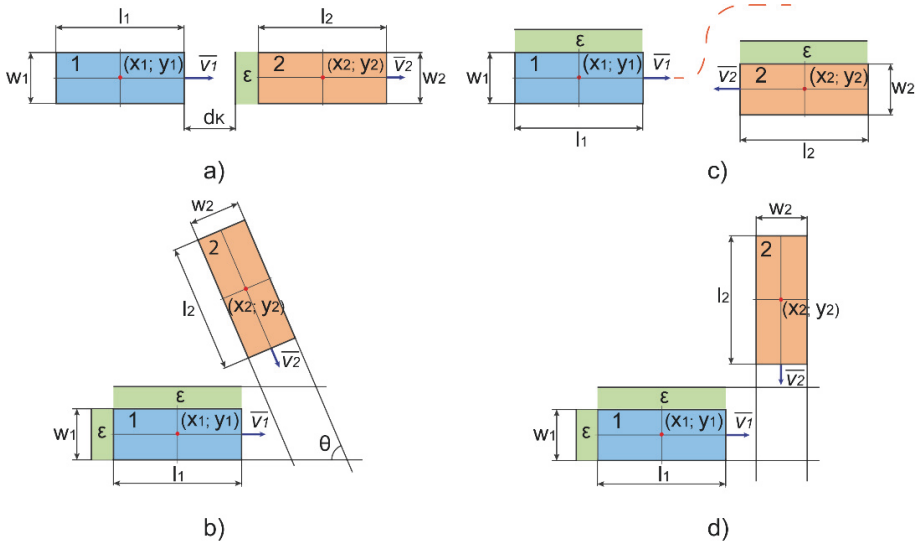 l1
l2
w1
1
(x1; y1)
v1
ε
2
(x2; y2)
v2
w2
dк
a)
ε
w1
1
(x1; y1)
v1
l1
ε
v2
2
(x2; y2)
w2
l2
c)
w2
2
l2
(x2; y2)
v2
ε
w1
ε
1
(x1; y1)
v1
θ
l1
b)
w2
2
l2
(x2; y2)
v2
ε
w1
ε
1
(x1; y1)
v1
l1
d)